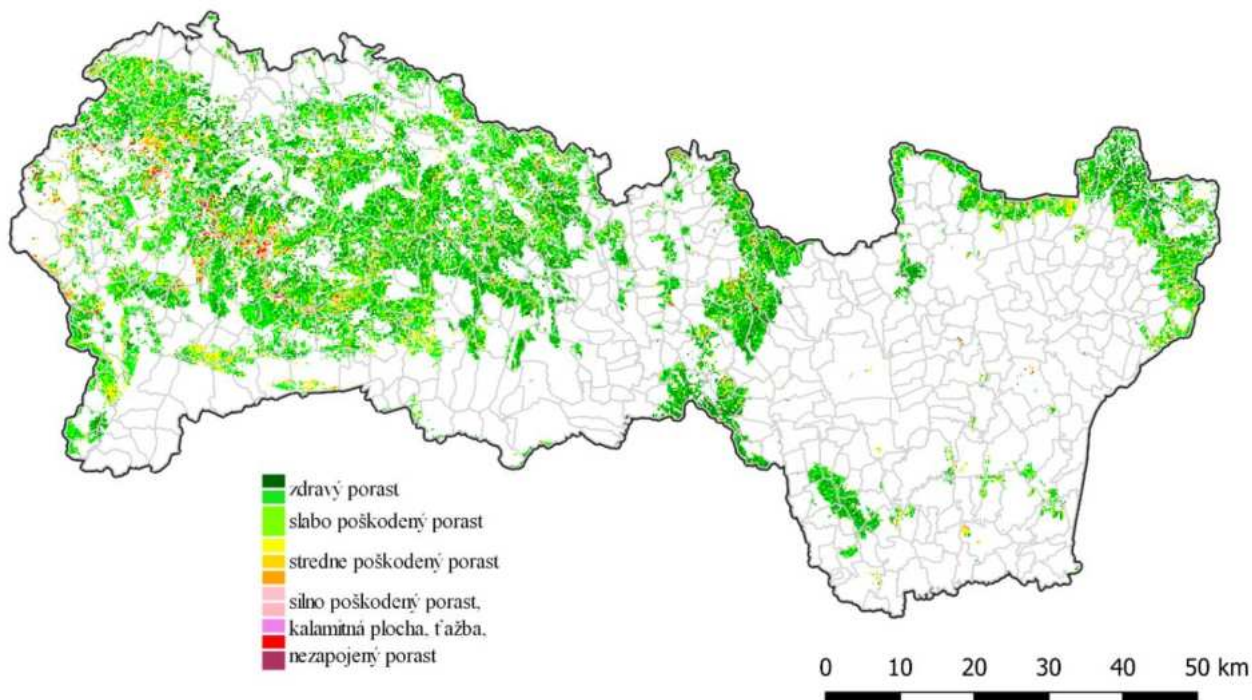 zdravý porast
slabo poškodený porast
stredne poškodený porast
silno poškodený porast,
kalamitná plocha, ťažba,
nezapojený porast
0 10 20 30 40 50 km